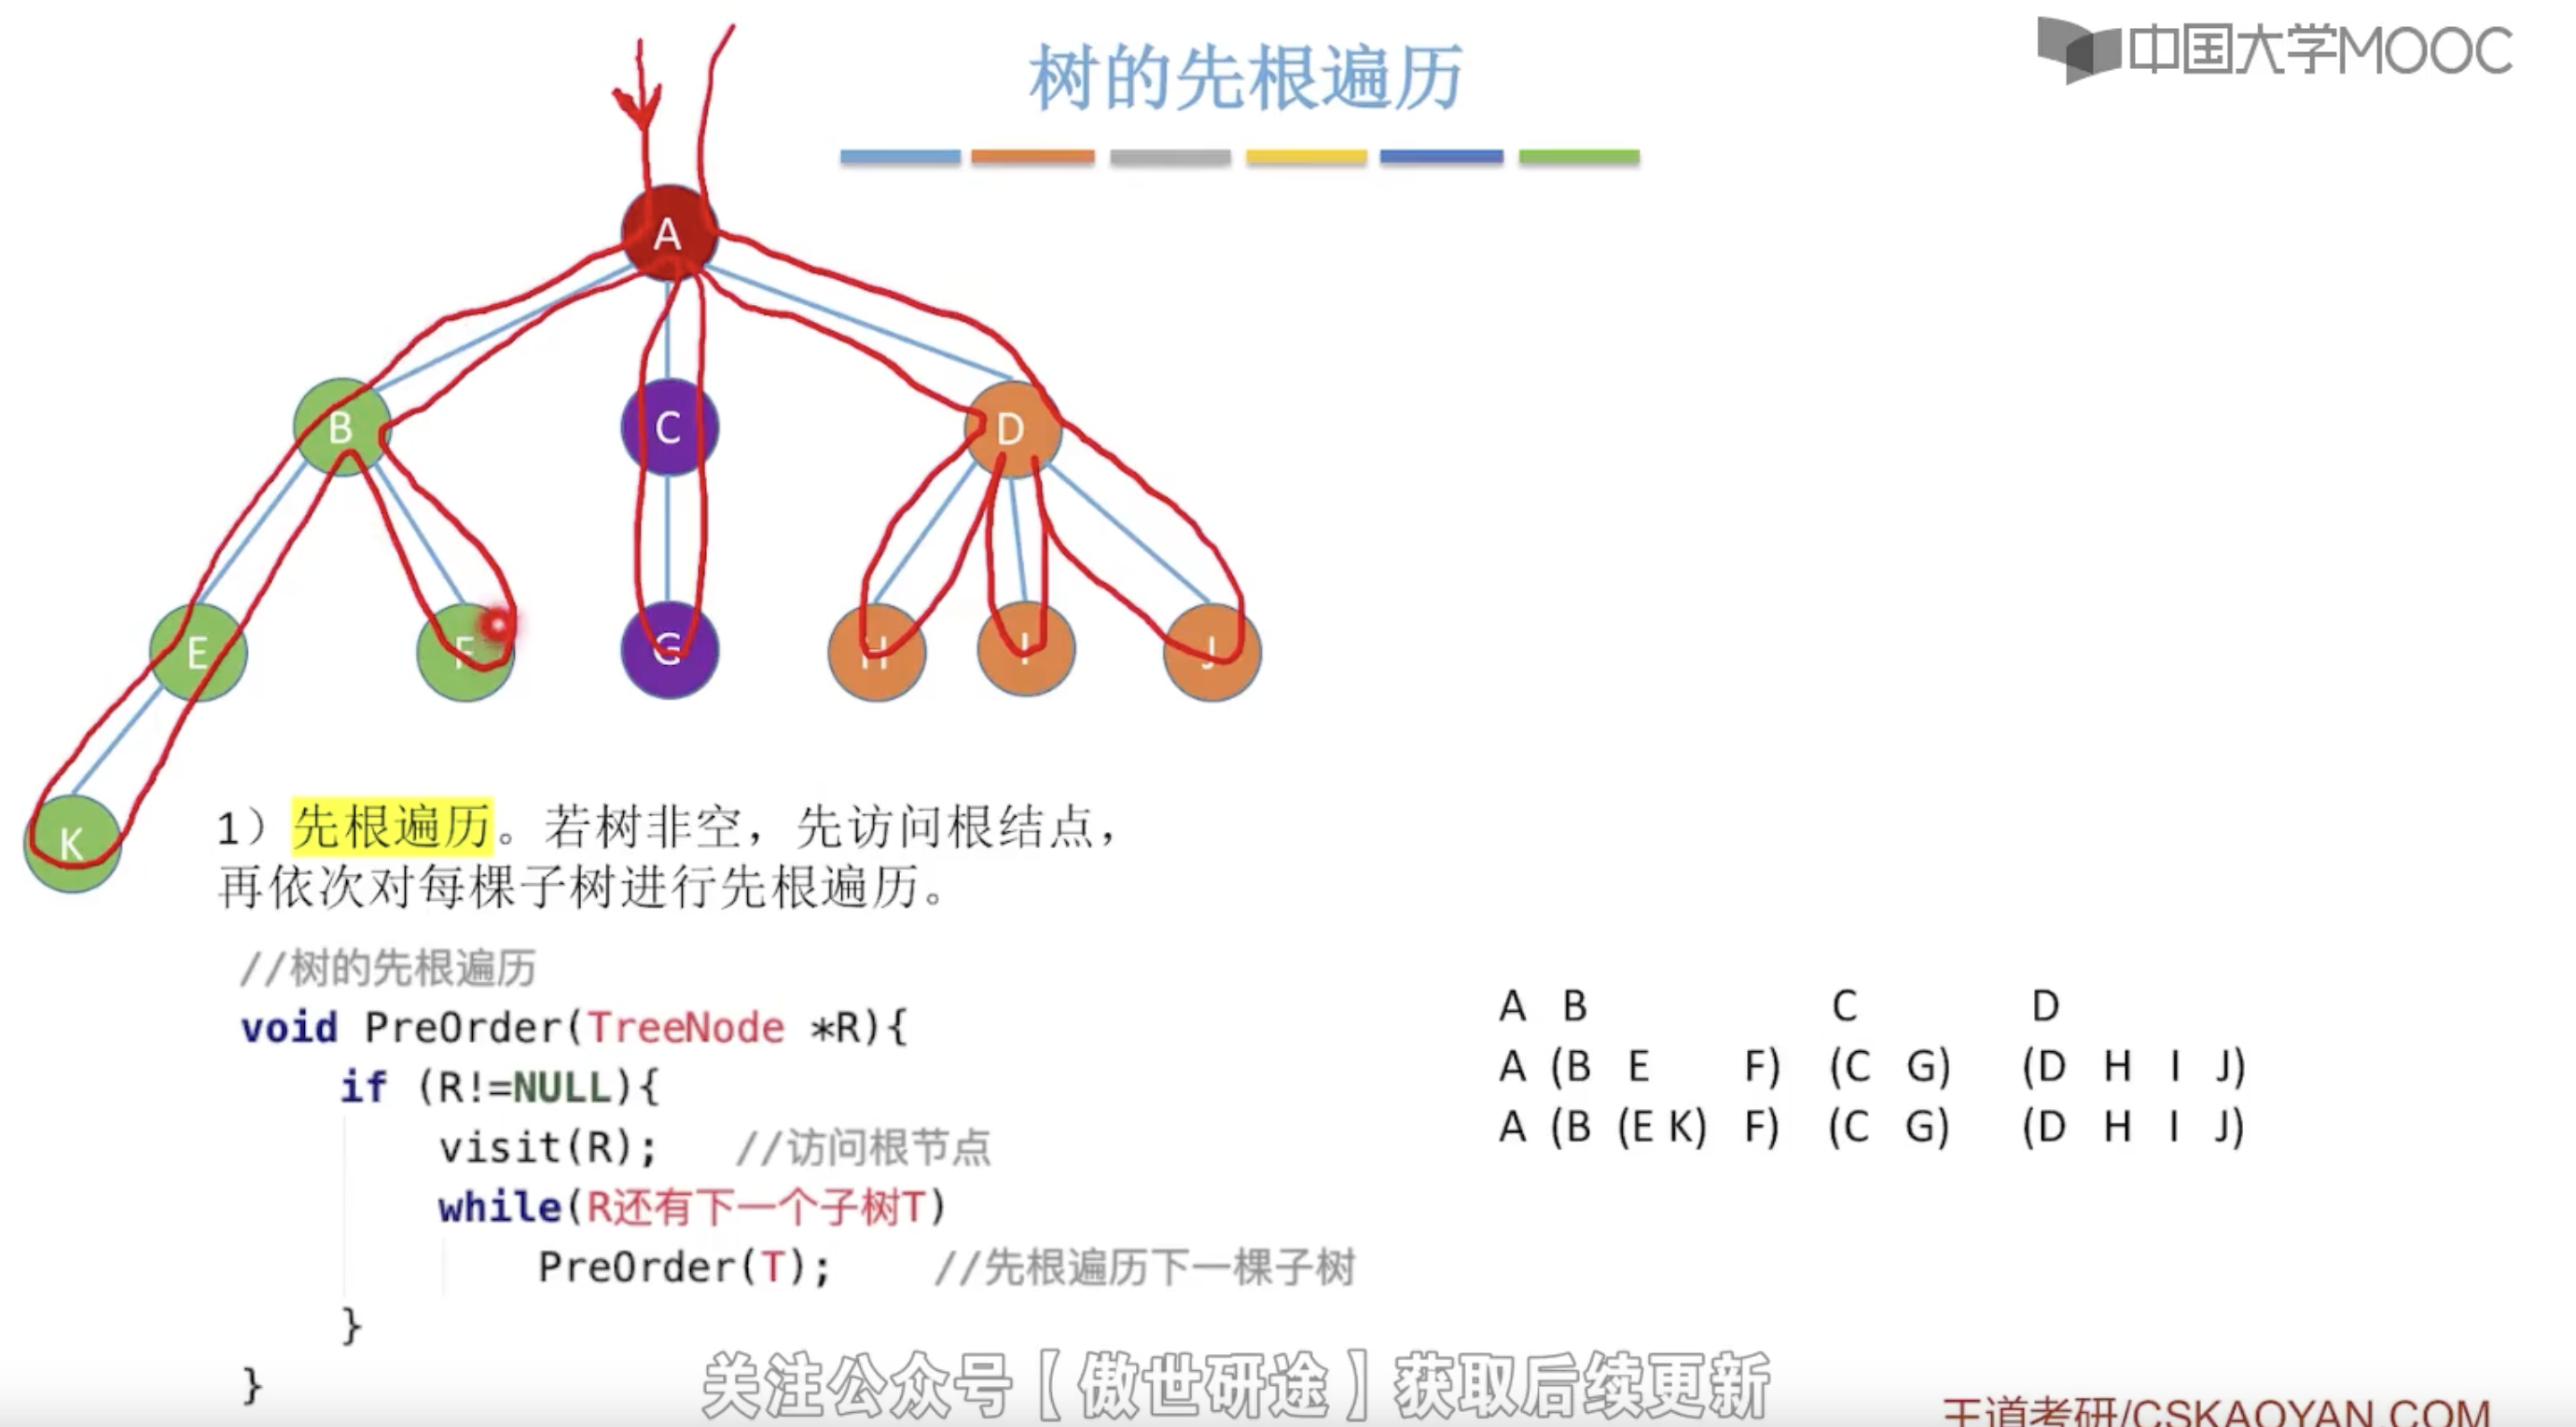 中国大学MOOC
树的先根遍历
A
B
C
D
E
F
G
H
I
J
K
1）先根遍历。若树非空，先访问根结点，
再依次对每棵子树进行先根遍历。
//树的先根遍历
void PreOrder(TreeNode *R){
if (R!=NULL){
visit(R); //访问根节点
while(R还有下一个子树T)
PreOrder(T); //先根遍历下一棵子树
}
}
A B C D
A (B E F) (C G) (D H I J)
A (B (E K) F) (C G) (D H I J)
关注公众号【傲世研途】获取后续更新
王道考研/CSKAOYAN.COM